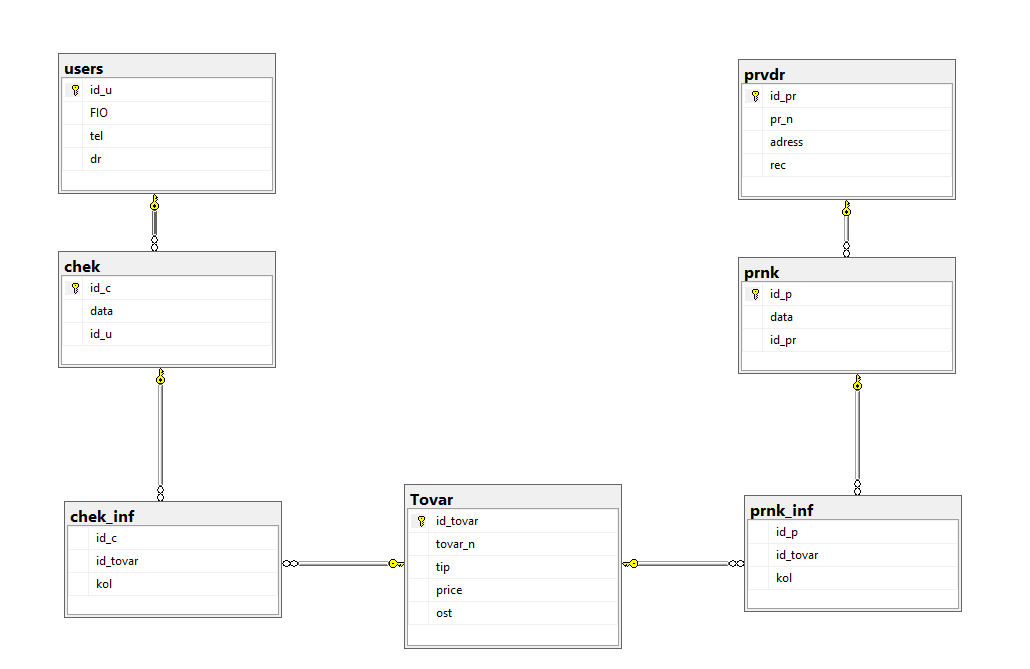 users
id_u
FIO
tel
dr
chek
id_c
data
id_u
chek_inf
id_c
id_tovar
kol
Tovar
id_tovar
tovar_n
tip
price
ost
prvdr
id_pr
pr_n
adress
rec
prnk
id_p
data
id_pr
prnk_inf
id_p
id_tovar
kol